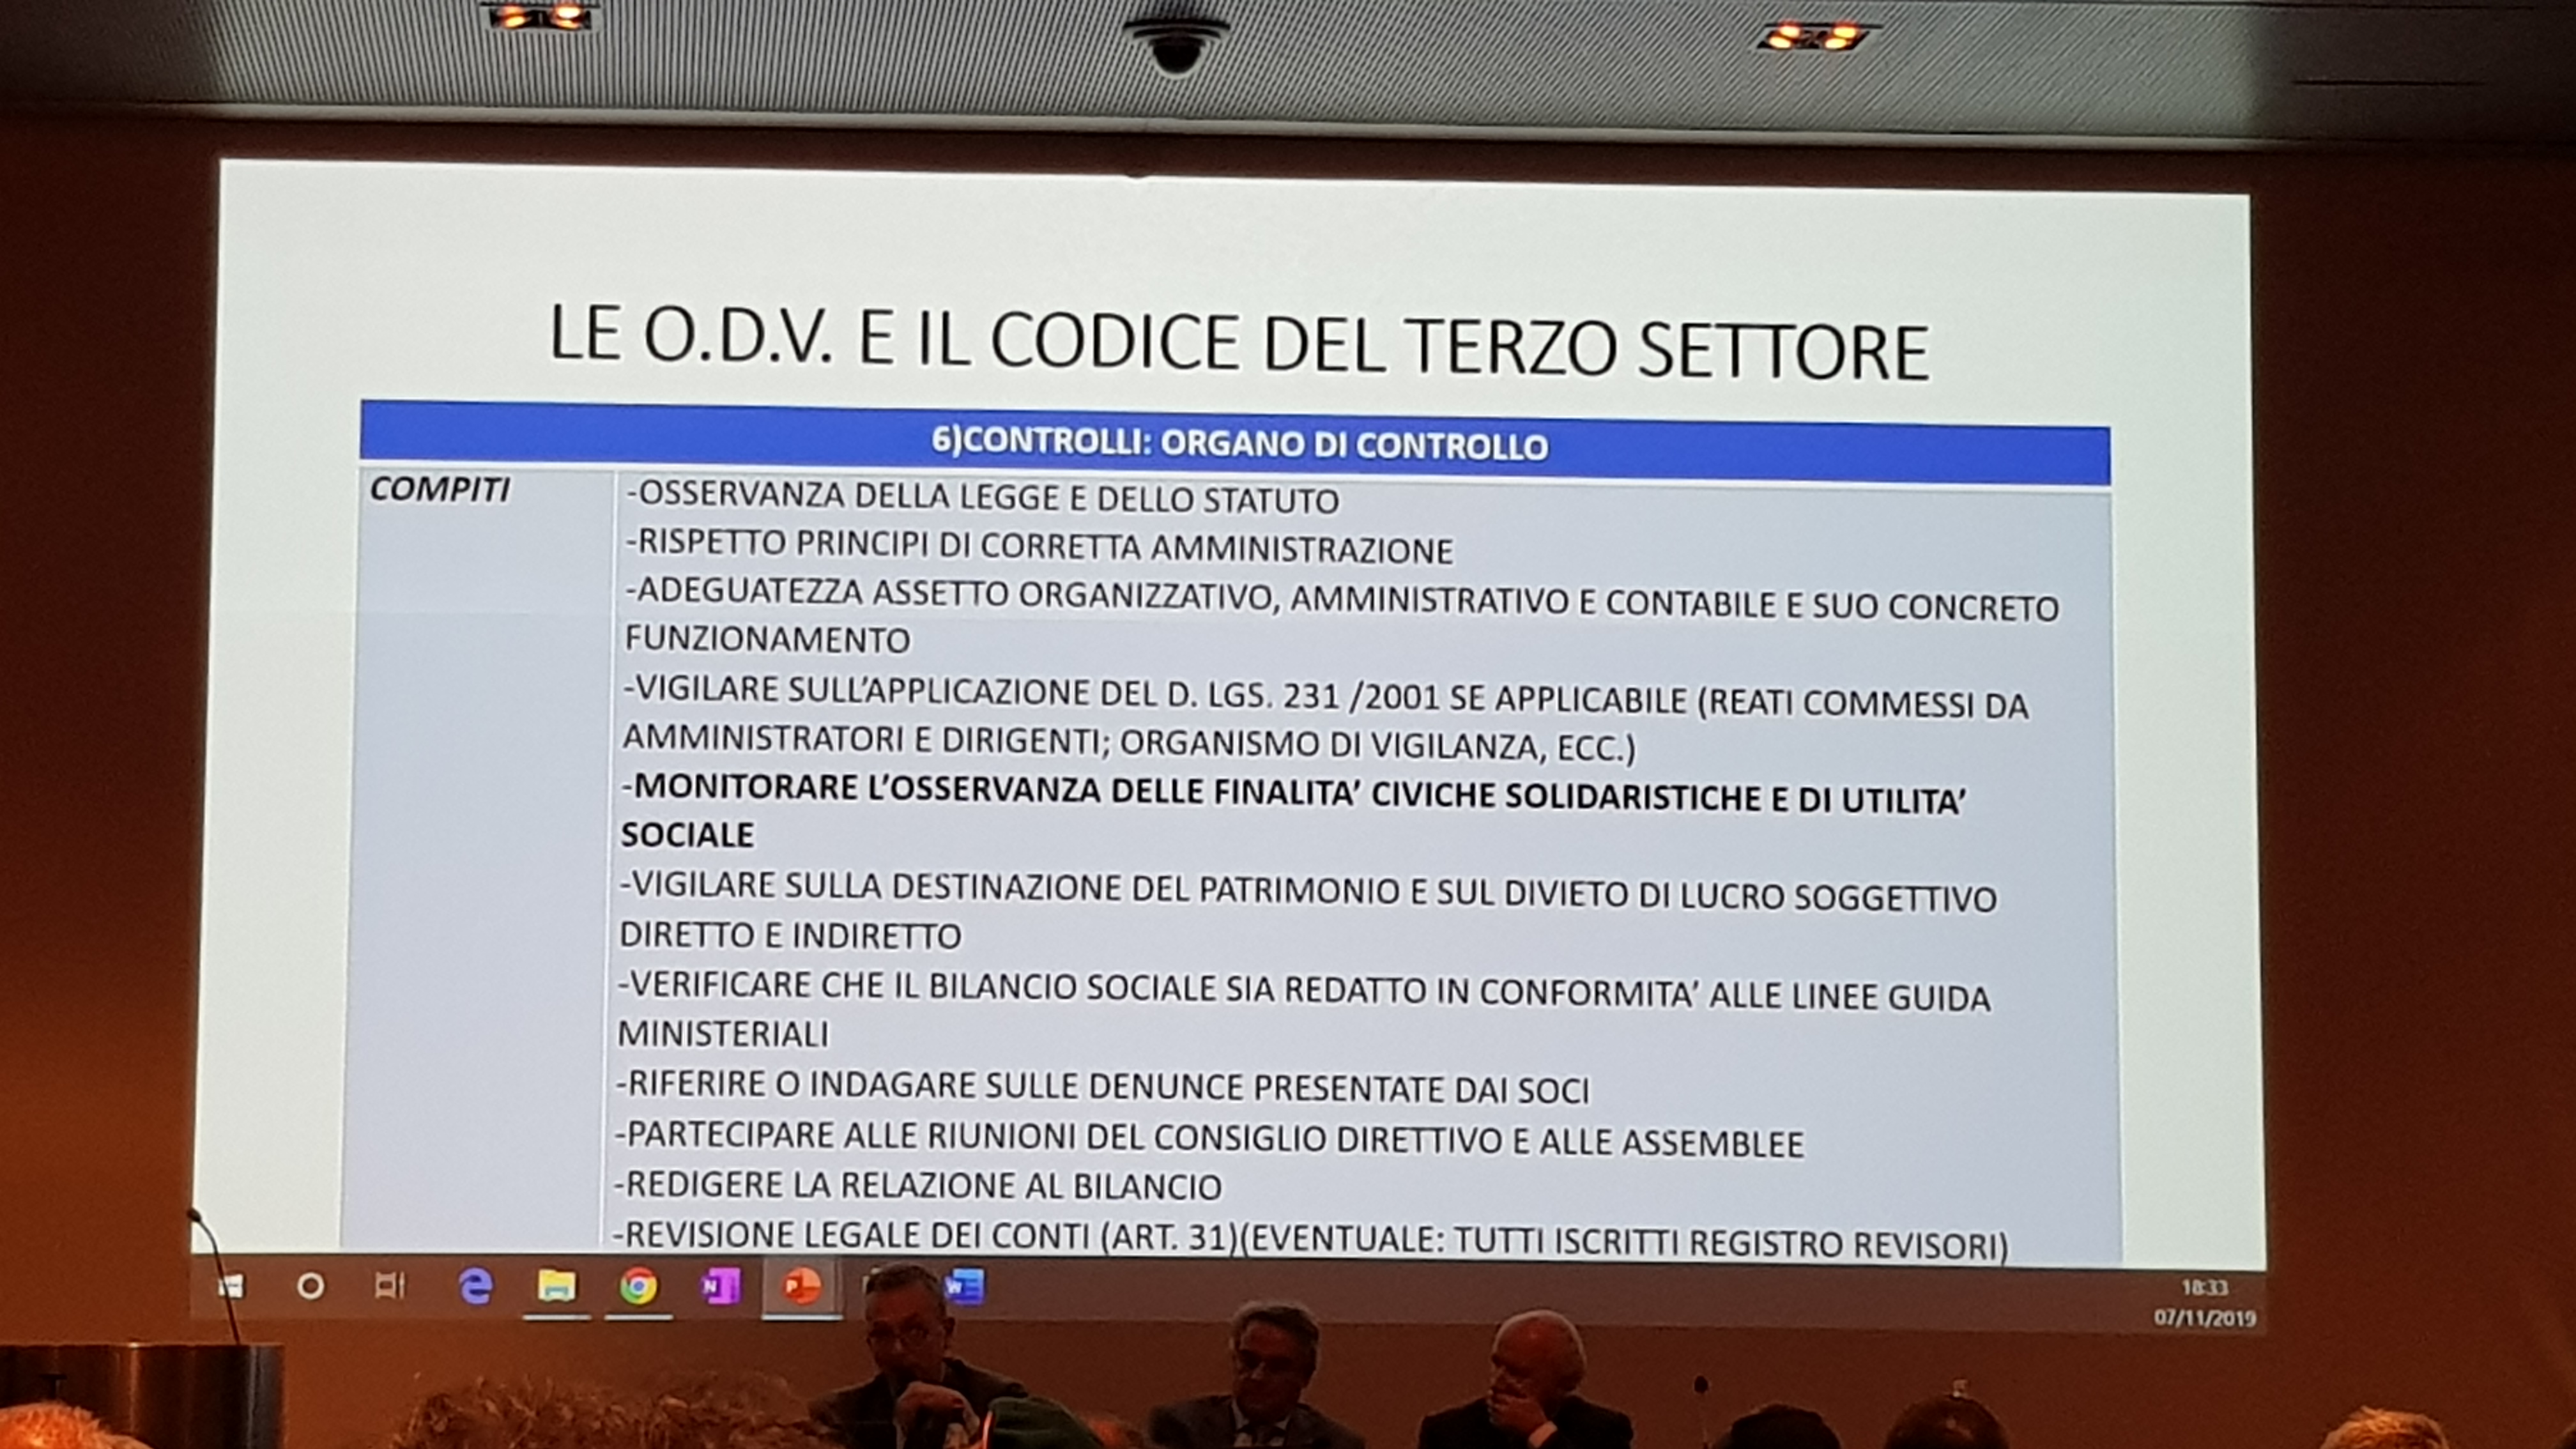 LE O.D.V. E IL CODICE DEL TERZO SETTORE
6)CONTROLLI: ORGANO DI CONTROLLO
COMPITI
-OSSERVANZA DELLA LEGGE E DELLO STATUTO
-RISPETTO PRINCIPI DI CORRETTA AMMINISTRAZIONE
-ADEGUATEZZA ASSETTO ORGANIZZATIVO, AMMINISTRATIVO E CONTABILE E SUO CONCRETO
FUNZIONAMENTO
-VIGILARE SULL'APPLICAZIONE DEL D. LGS. 231 /2001 SE APPLICABILE (REATI COMMESSI DA
AMMINISTRATORI E DIRIGENTI; ORGANISMO DI VIGILANZA, ECC.)
-MONITORARE L'OSSERVANZA DELLE FINALITA' CIVICHE SOLIDARISTICHE E DI UTILITA'
SOCIALE
-VIGILARE SULLA DESTINAZIONE DEL PATRIMONIO E SUL DIVIETO DI LUCRO SOGGETTIVO
DIRETTO E INDIRETTO
-VERIFICARE CHE IL BILANCIO SOCIALE SIA REDATTO IN CONFORMITA' ALLE LINEE GUIDA
MINISTERIALI
-RIFERIRE O INDAGARE SULLE DENUNCE PRESENTATE DAI SOCI
-PARTECIPARE ALLE RIUNIONI DEL CONSIGLIO DIRETTIVO E ALLE ASSEMBLEE
-REDIGERE LA RELAZIONE AL BILANCIO
-REVISIONE LEGALE DEI CONTI (ART. 31)(EVENTUALE: TUTTI ISCRITTI REGISTRO REVISORI)
18:33
07/11/2019